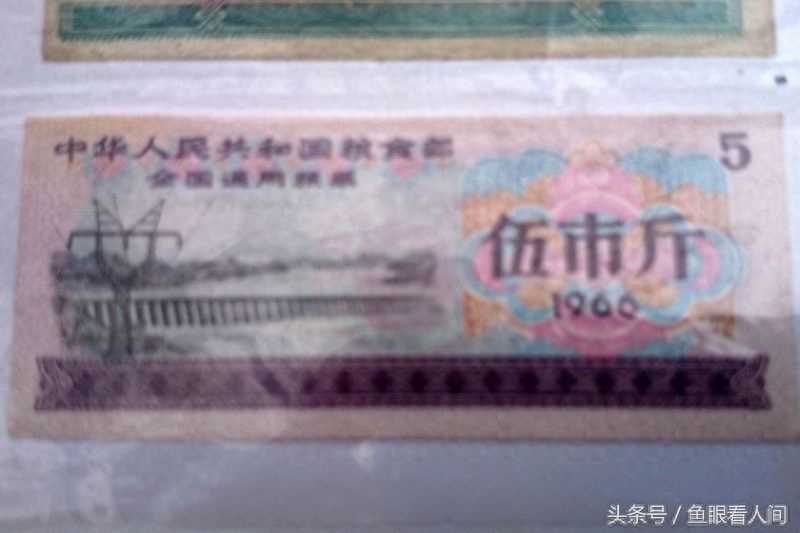 中华人民共和国粮食部
5
全国通用粮票
伍市斤
1966
头条号 / 鱼眼看人间